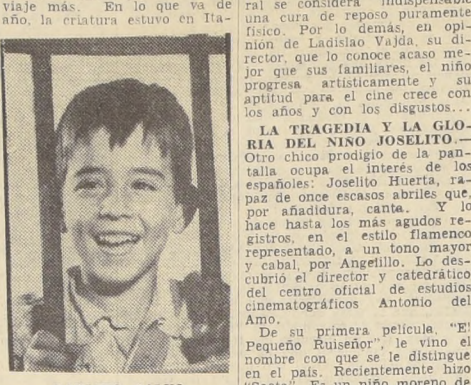 viaje más. En lo que va de
año, la criatura estuvo en Ita-
ral se considera indispensable
una cura de reposo puramente
físico. Por lo demás, en opi-
nión de Ladislao Vajda, su di-
rector, que lo conoce acaso me-
jor que sus familiares, el niño
progresa artísticamente y su
aptitud para el cine crece con
los años y con los disgustos...
LA TRAGEDIA Y LA GLO-
RIA DEL NIÑO JOSELITO.—
Otro chico prodigio de la pan-
talla ocupa el interés de los
españoles: Joselito Huerta, ra-
paz de once escasos abriles que,
por añadidura, canta. Y lo
hace hasta los más agudos re-
gistros, en el estilo flamenco
representado, a un tono mayor
y cabal, por Angelillo. Lo des-
cubrió el director y catedrático
del centro oficial de estudios
cinematográficos Antonio del
Amo.
De su primera película, "El
Pequeño Ruiseñor", le vino el
nombre con que se le distingue
en el país. Recientemente hizo
Es un niño moreno de